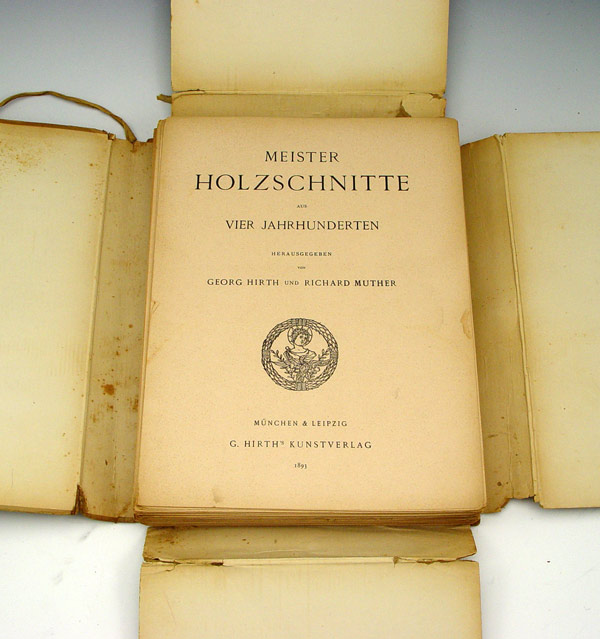 MEISTER
HOLZSCHNITTE
AUS
VIER JAHRHUNDERTEN
HERAUSGEGEBEN
VON
GEORG HIRTH UND RICHARD MUTHER
MÜNCHEN & LEIPZIG
G. HIRTH'S KUNSTVERLAG
1893